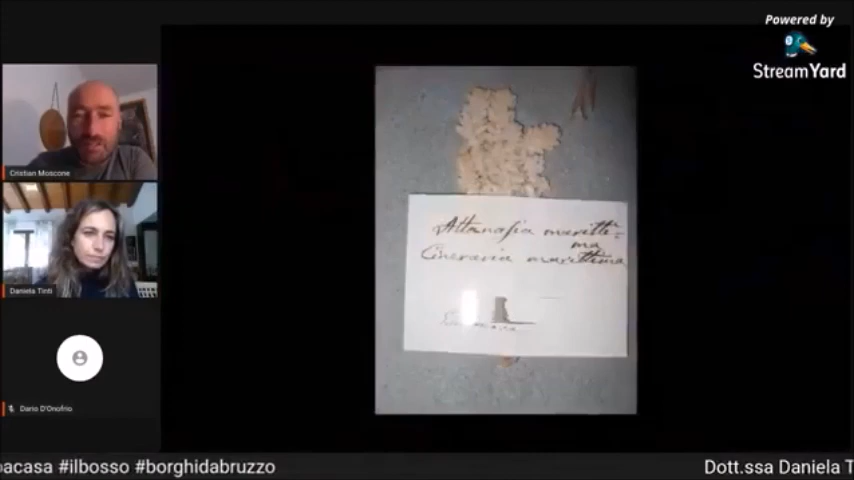 Powered by
StreamYard
Cristian Moscone
Daniela Tinti
Dario D'Onofrio
Attanasia maritti=
ma
Cineraria marittima
oacasa #ilbosso #borghidabruzzo
Dott.ssa Daniela T